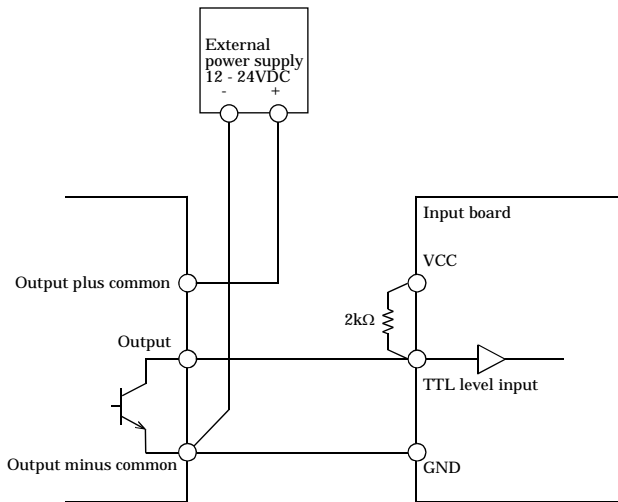 External
power supply
12 - 24VDC
- +
Input board
VCC
Output plus common
2kΩ
Output
TTL level input
Output minus common
GND